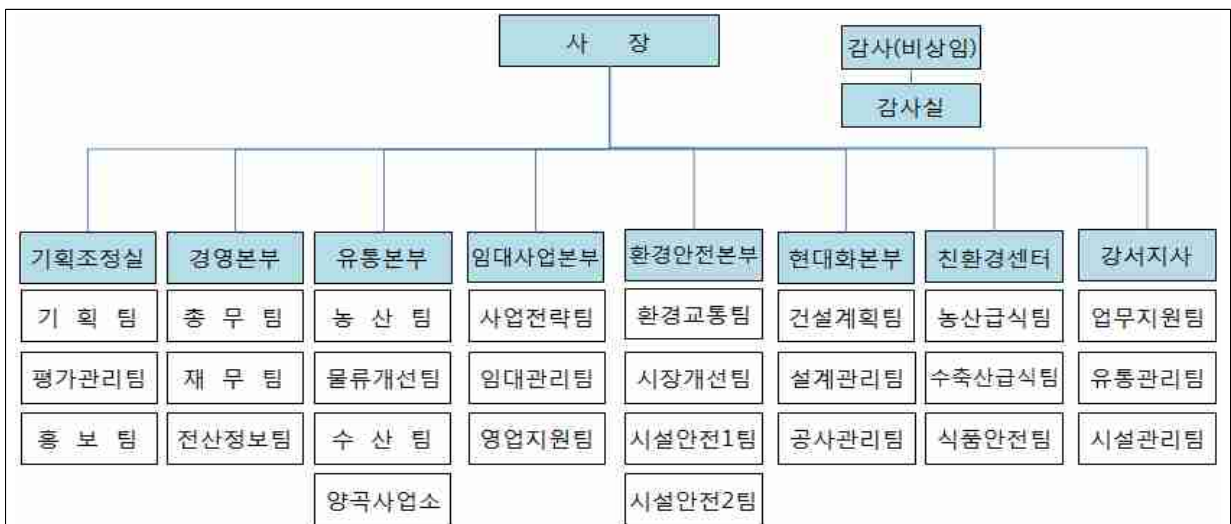 사 장
감사(비상임)
감사실
기획조정실 경영본부 유통본부 임대사업본부 환경안전본부 현대화본부 친환경센터 강서지사
기 획 팀 총 무 팀 농 산 팀 사업전략팀 환경교통팀 건설계획팀 농산급식팀 업무지원팀
평가관리팀 재 무 팀 물류개선팀 임대관리팀 시장개선팀 설계관리팀 수축산급식팀 유통관리팀
홍 보 팀 전산정보팀 수 산 팀 영업지원팀 시설안전1팀 공사관리팀 식품안전팀 시설관리팀
양곡사업소 시설안전2팀